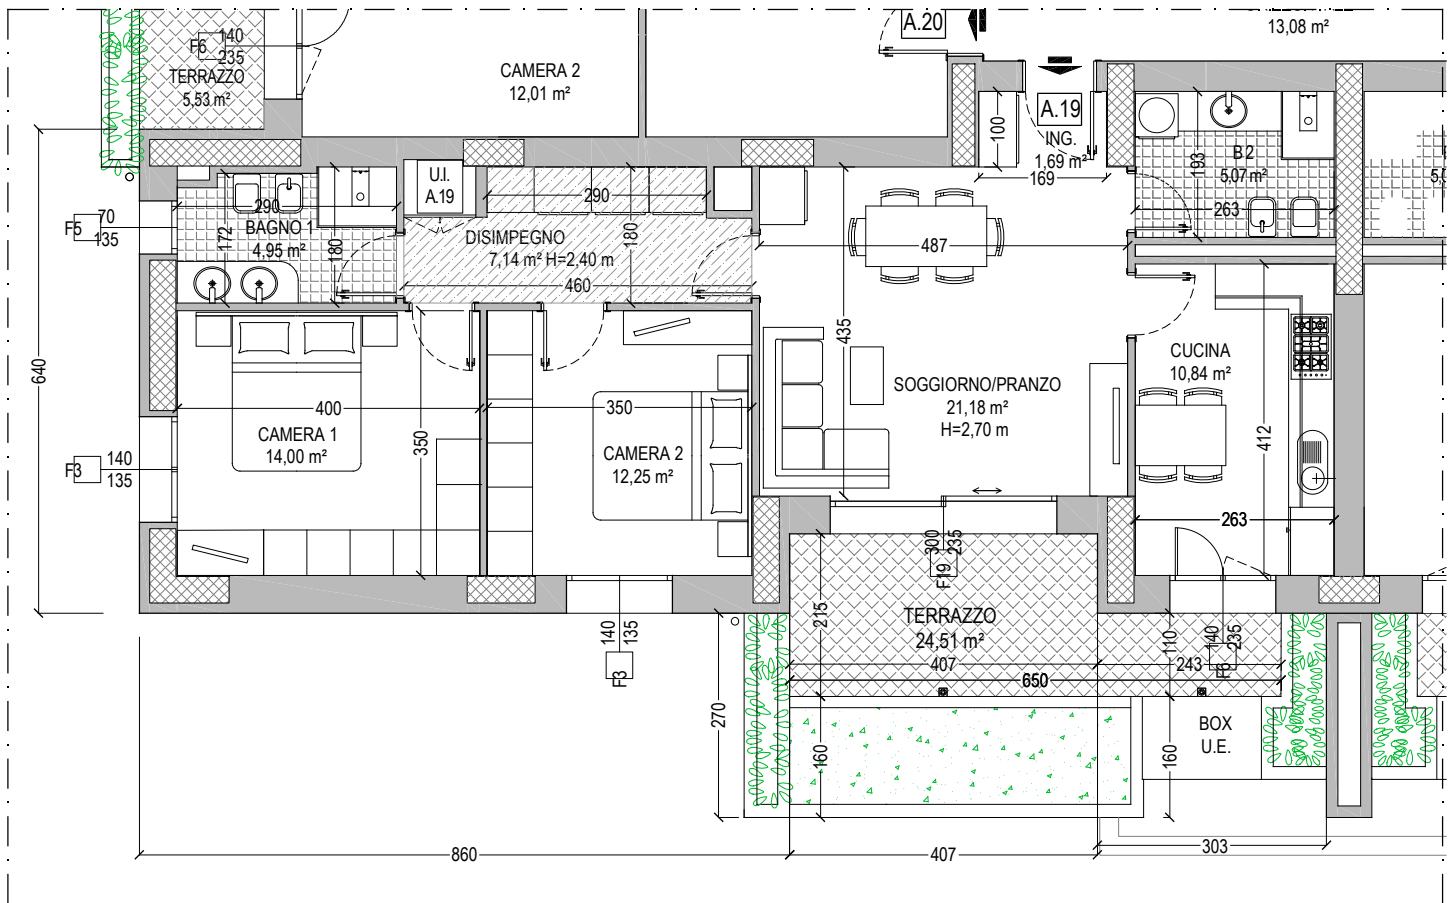 F6
140
235
TERRAZZO
5,53 m²
CAMERA 2
12,01 m²
A.20
13,08 m²
A.19
ING.
1,69 m²
100
169
193
B2
5,07 m²
263
U.I.
A.19
290
BAGNO 1
4,95 m²
172
180
F5
70
135
290
DISIMPEGNO
7,14 m² H=2,40 m
180
460
487
435
640
CUCINA
10,84 m²
SOGGIORNO/PRANZO
21,18 m²
H=2,70 m
400
350
CAMERA 1
14,00 m²
350
CAMERA 2
12,25 m²
412
263
F3
140
135
300
235
F19
TERRAZZO
24,51 m²
215
110
140
235
F6
140
135
F3
407
243
650
270
160
160
BOX
U.E.
860
407
303